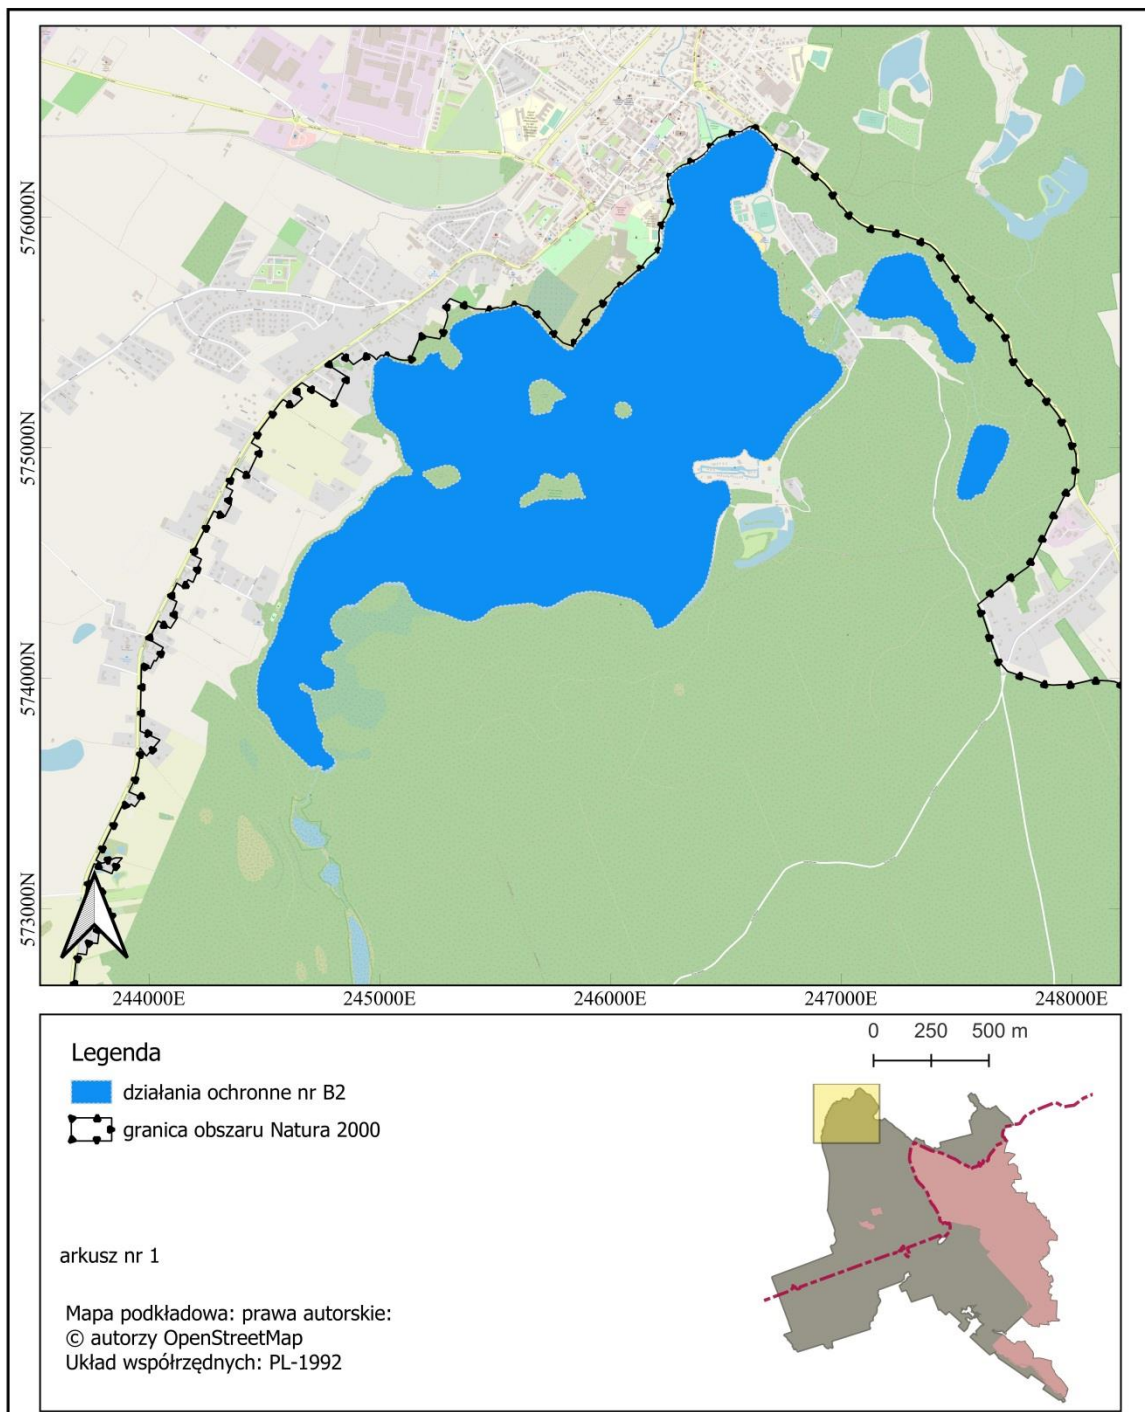 576000N
575000N
574000N
573000N
244000E
245000E
246000E
247000E
248000E
Legenda
działania ochronne nr B2
granica obszaru Natura 2000
0 250 500 m
arkusz nr 1
Mapa podkładowa: prawa autorskie:
© autorzy OpenStreetMap
Układ współrzędnych: PL-1992